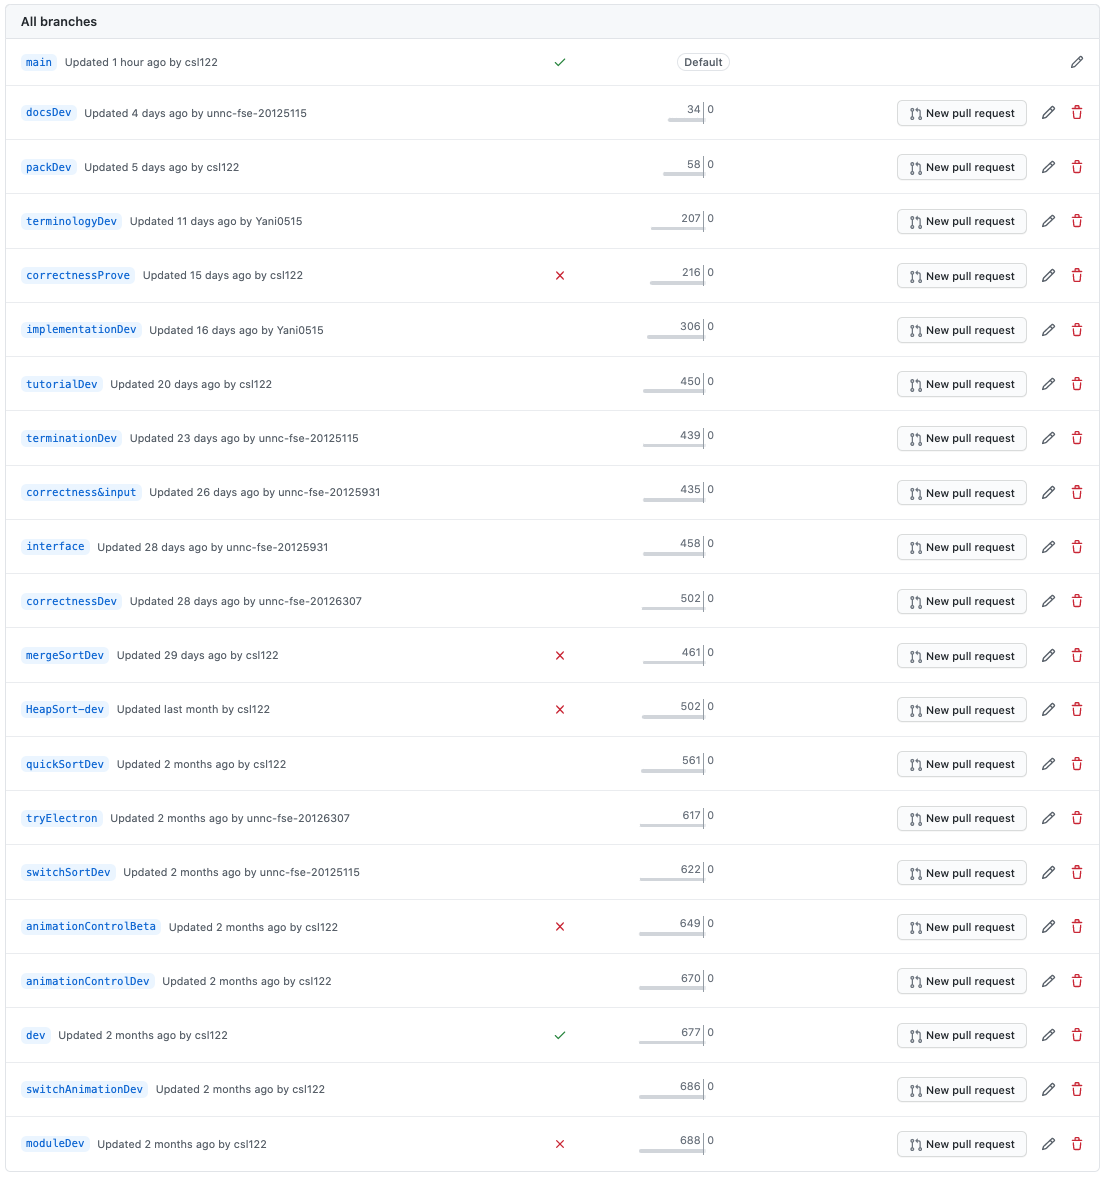 All branches
main Updated 1 hour ago by csl122 Default
docsDev Updated 4 days ago by unnc-fse-20125115 34 0 New pull request
packDev Updated 5 days ago by csl122 58 0 New pull request
terminologyDev Updated 11 days ago by Yani0515 207 0 New pull request
correctnessProve Updated 15 days ago by csl122 216 0 New pull request
implementationDev Updated 16 days ago by Yani0515 306 0 New pull request
tutorialDev Updated 20 days ago by csl122 450 0 New pull request
terminationDev Updated 23 days ago by unnc-fse-20125115 439 0 New pull request
correctness&input Updated 26 days ago by unnc-fse-20125931 435 0 New pull request
interface Updated 28 days ago by unnc-fse-20125931 458 0 New pull request
correctnessDev Updated 28 days ago by unnc-fse-20126307 502 0 New pull request
mergeSortDev Updated 29 days ago by csl122 461 0 New pull request
HeapSort-dev Updated last month by csl122 502 0 New pull request
quickSortDev Updated 2 months ago by csl122 561 0 New pull request
tryElectron Updated 2 months ago by unnc-fse-20126307 617 0 New pull request
switchSortDev Updated 2 months ago by unnc-fse-20125115 622 0 New pull request
animationControlBeta Updated 2 months ago by csl122 649 0 New pull request
animationControlDev Updated 2 months ago by csl122 670 0 New pull request
dev Updated 2 months ago by csl122 677 0 New pull request
switchAnimationDev Updated 2 months ago by csl122 686 0 New pull request
moduleDev Updated 2 months ago by csl122 688 0 New pull request